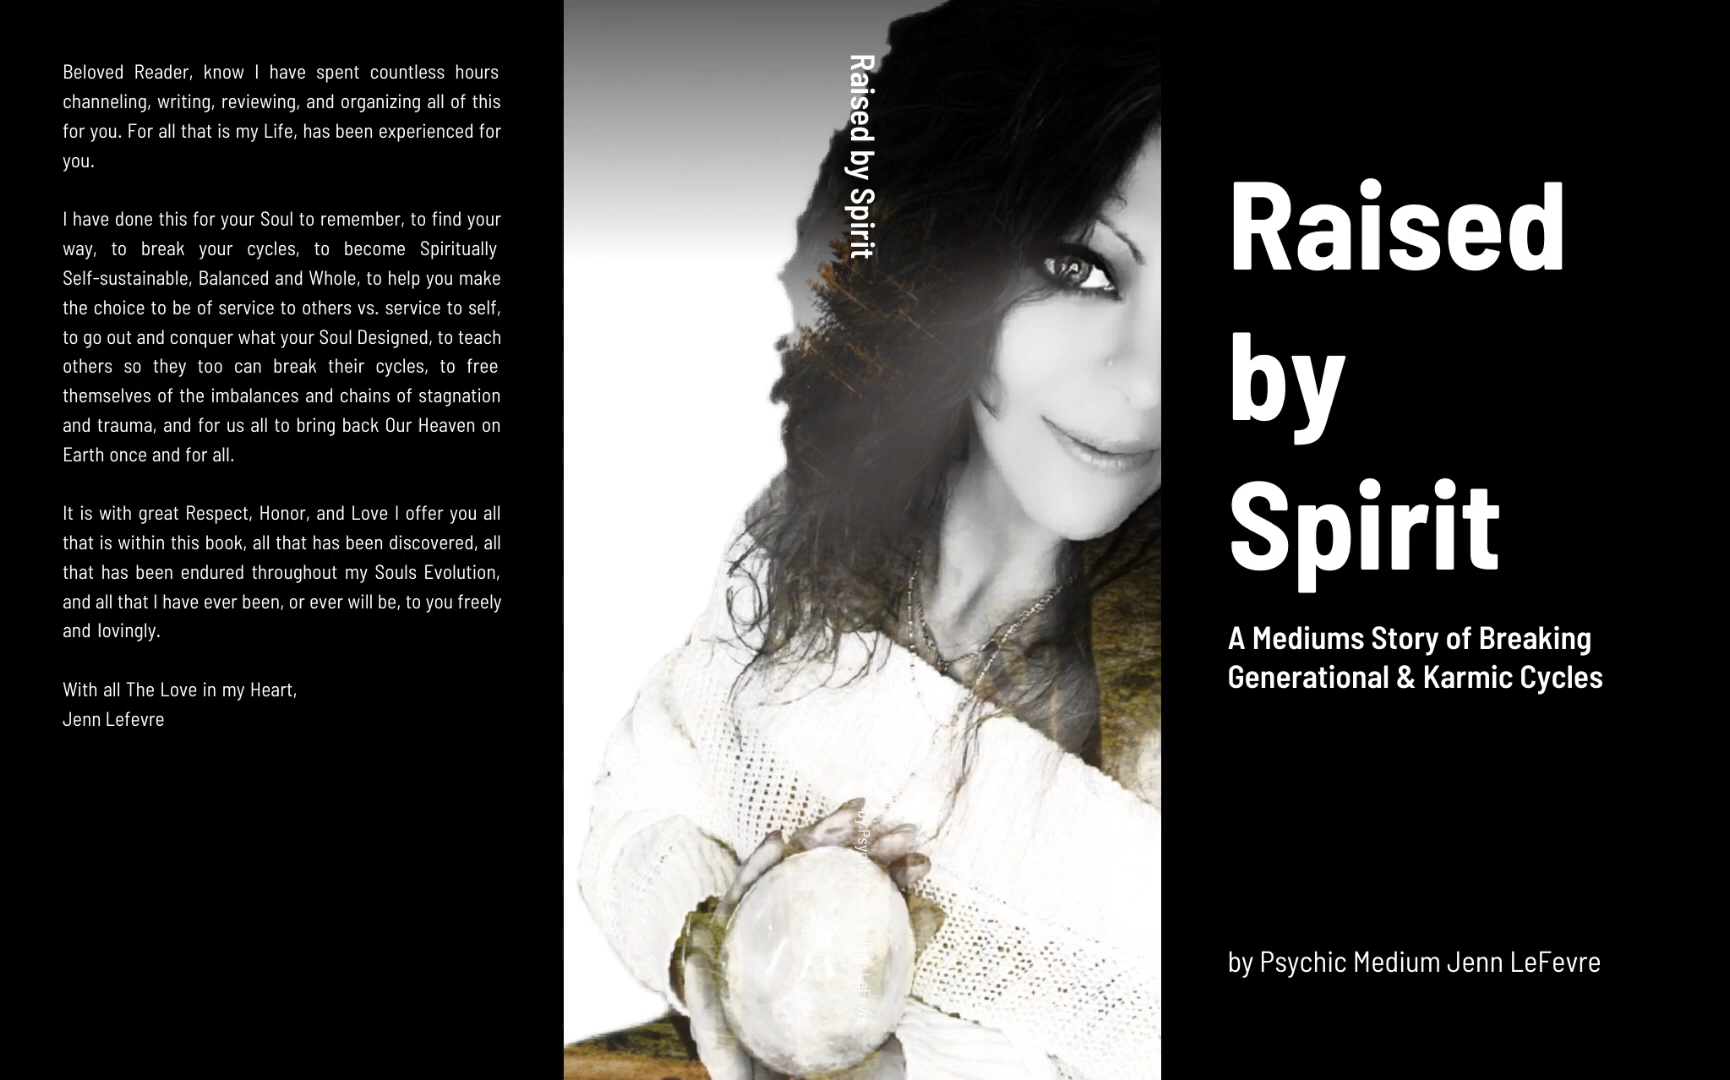 Beloved Reader, know I have spent countless hours
channeling, writing, reviewing, and organizing all of this
for you. For all that is my Life, has been experienced for
you.
I have done this for your Soul to remember, to find your
way, to break your cycles, to become Spiritually
Self-sustainable, Balanced and Whole, to help you make
the choice to be of service to others vs. service to self,
to go out and conquer what your Soul Designed, to teach
others so they too can break their cycles, to free
themselves of the imbalances and chains of stagnation
and trauma, and for us all to bring back Our Heaven on
Earth once and for all.
It is with great Respect, Honor, and Love I offer you all
that is within this book, all that has been discovered, all
that has been endured throughout my Souls Evolution,
and all that I have ever been, or ever will be, to you freely
and lovingly.
With all The Love in my Heart,
Jenn Lefevre
Raised by Spirit
by LeFevre
Raised
by
Spirit
A Mediums Story of Breaking
Generational & Karmic Cycles
by Psychic Medium Jenn LeFevre